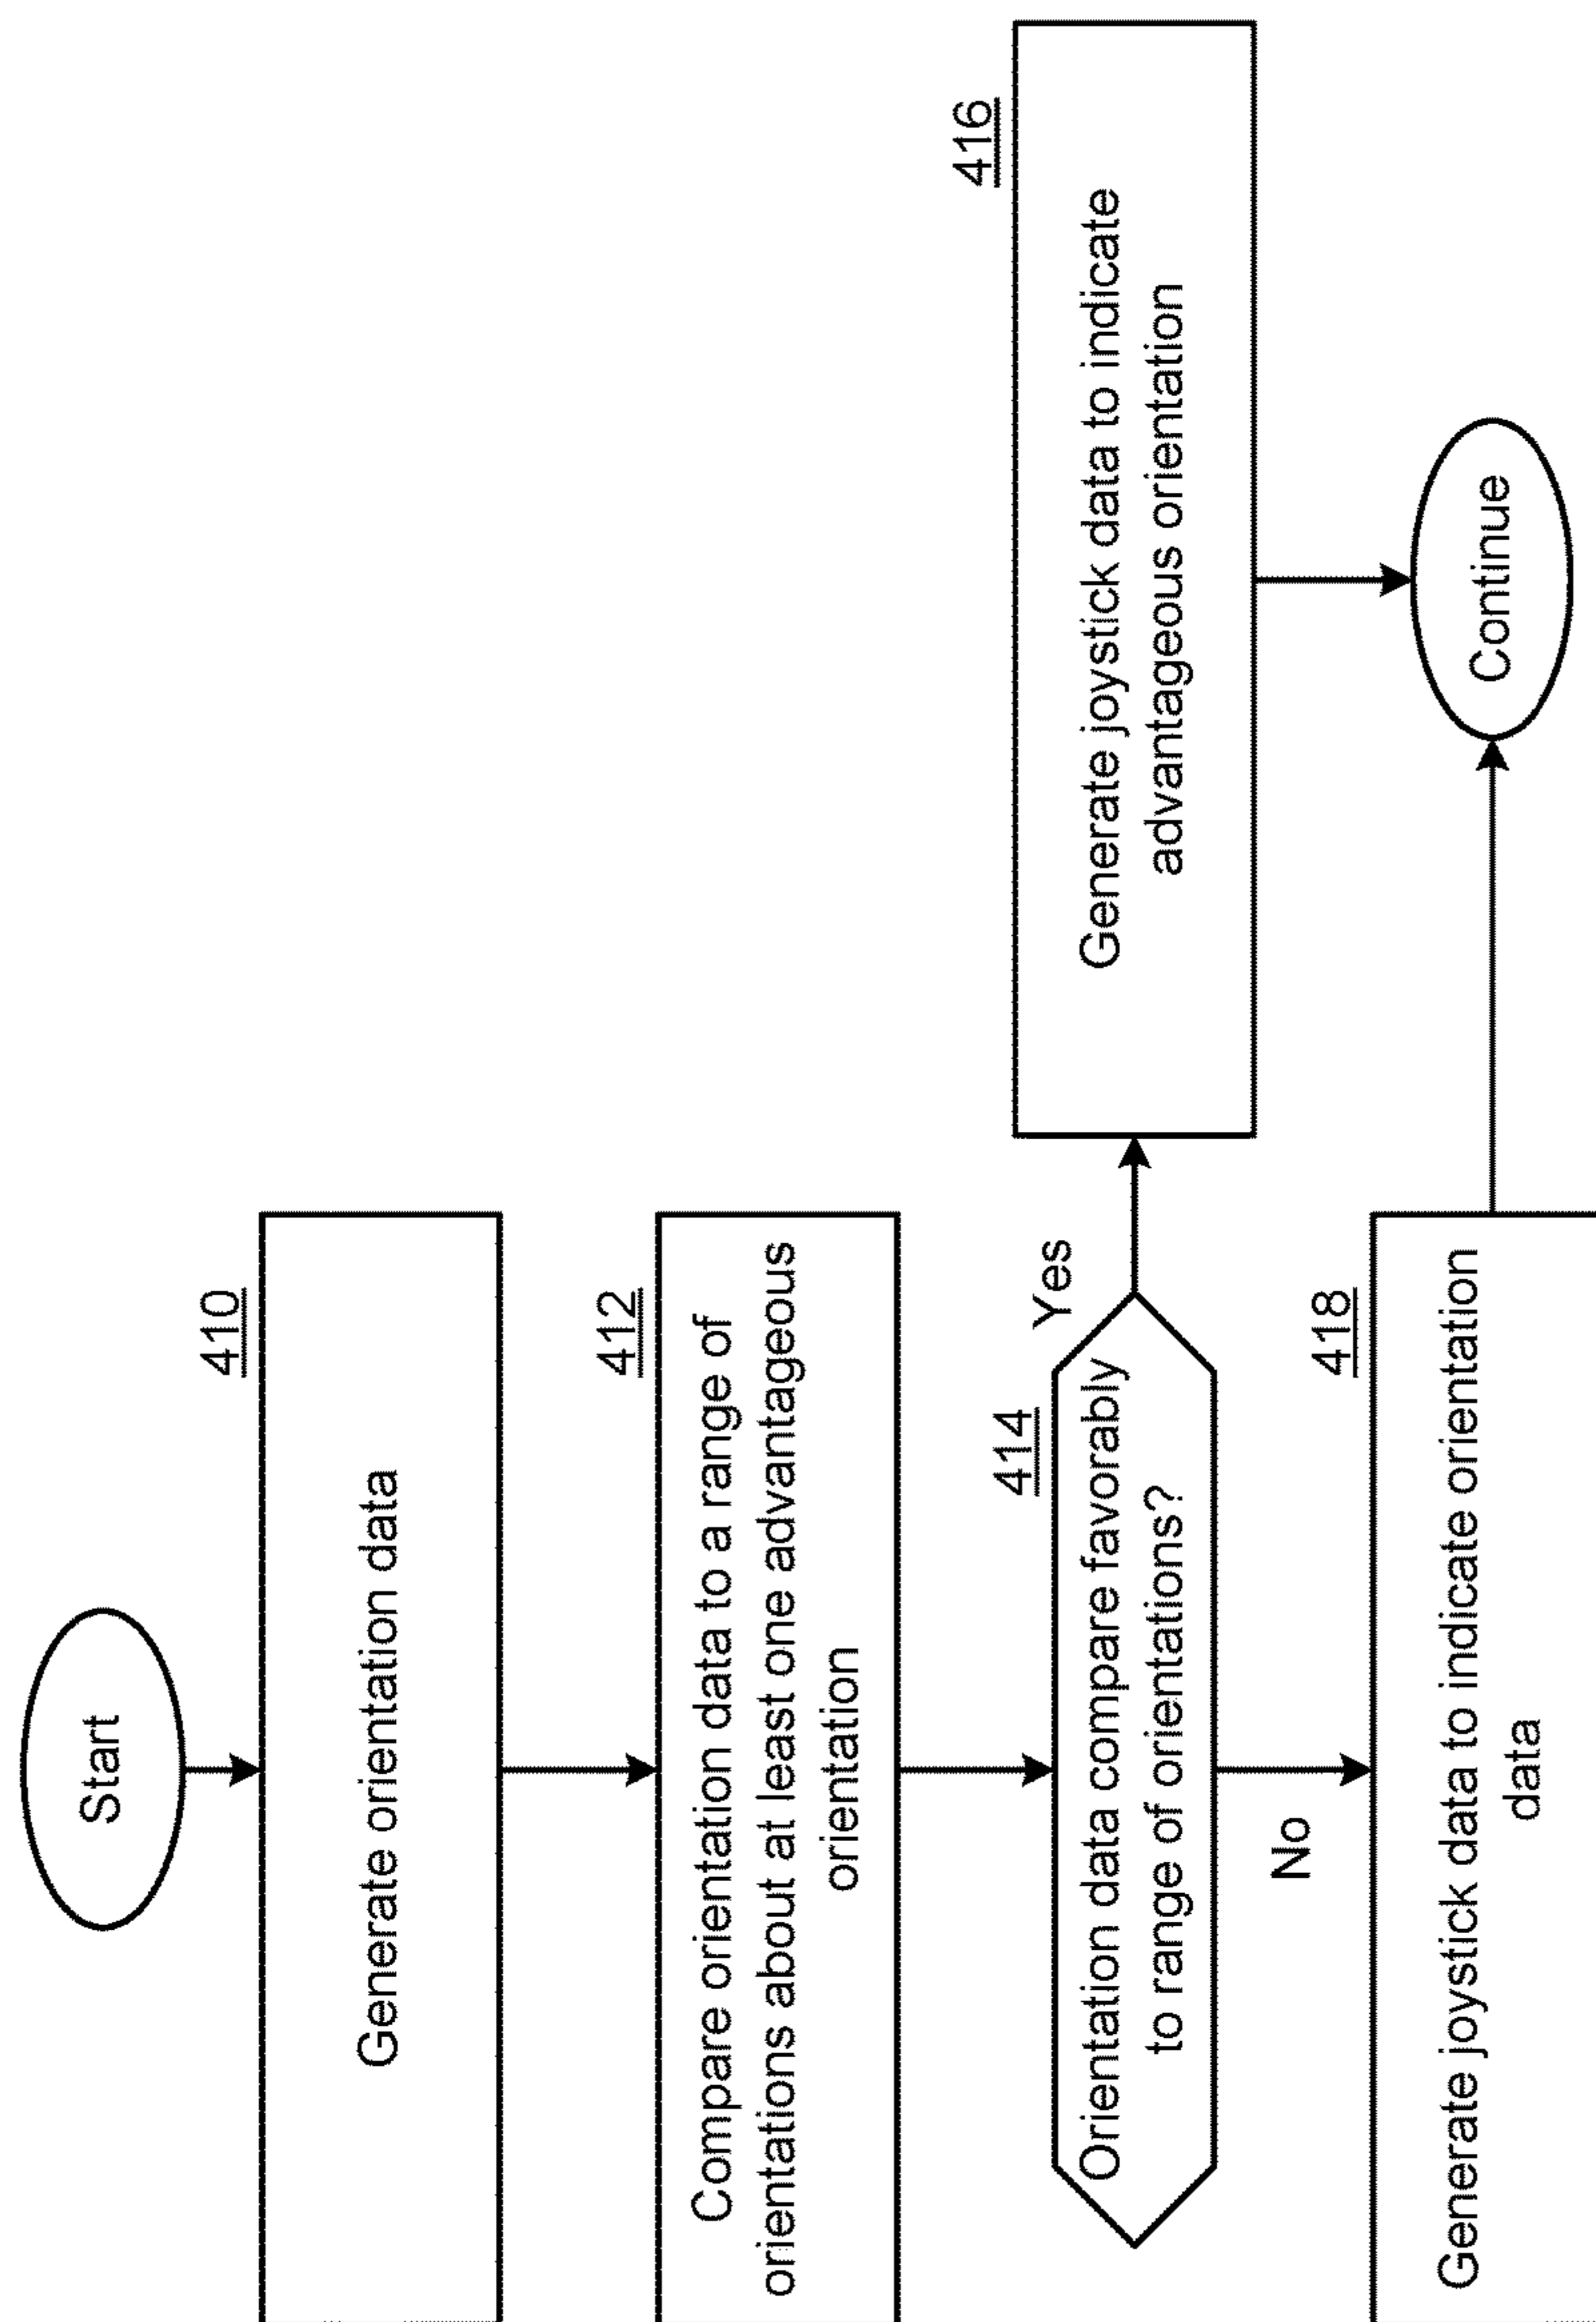 Start
410
Generate orientation data
412
Compare orientation data to a range of
orientations about at least one advantageous
orientation
414
Orientation data compare favorably
to range of orientations?
Yes
416
Generate joystick data to indicate
advantageous orientation
No
418
Generate joystick data to indicate orientation
data
Continue